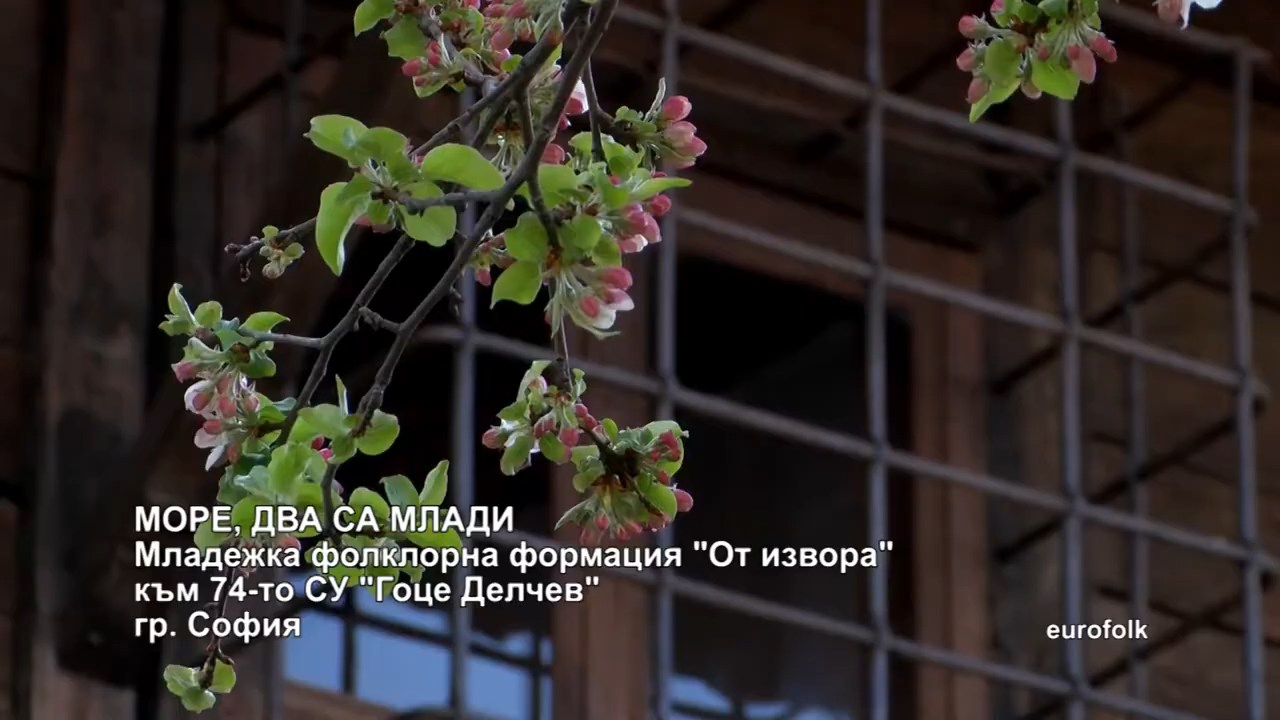 МОРЕ, ДВА СА МЛАДИ
Младежка фолклорна формация "От извора"
към 74-то СУ "Гоце Делчев"
гр. София
eurofolk